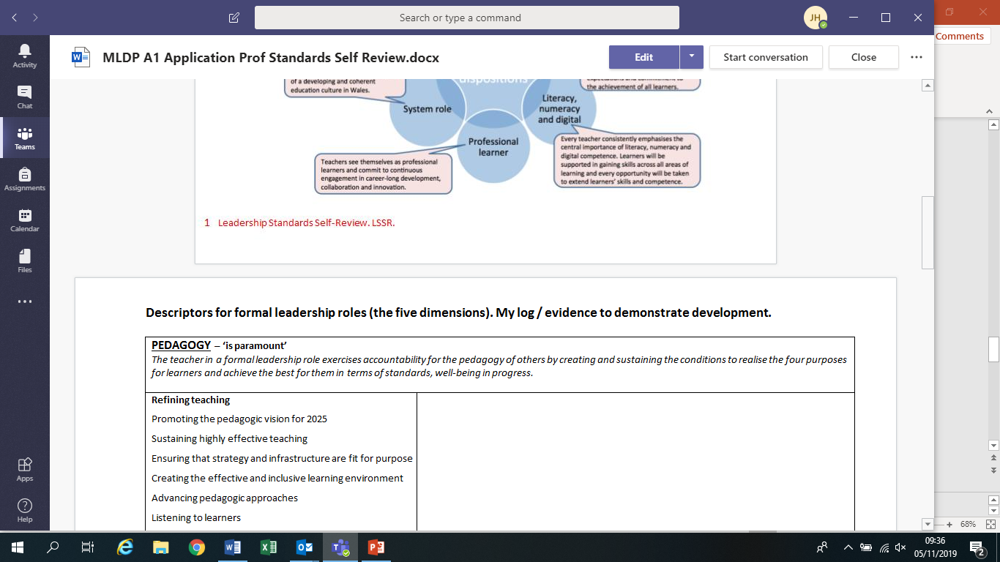 Search or type a command
JH
Comments
MLDP A1 Application Prof Standards Self Review.docx
Edit
Start conversation
Close
Activity
Chat
Teams
Assignments
Calendar
Files
Apps
Help
dispositions
of a developing and coherent
education culture in Wales.
expectations and commitment to
the achievement of all learners.
System role
Literacy,
numeracy
and digital
Professional
learner
Teachers see themselves as professional
learners and commit to continuous
engagement in career-long development,
collaboration and innovation.
Every teacher consistently emphasises the
central importance of literacy, numeracy and
digital competence. Learners will be
supported in gaining skills across all areas of
learning and every opportunity will be taken
to extend learners' skills and competence.
1 Leadership Standards Self-Review. LSSR.
Descriptors for formal leadership roles (the five dimensions). My log / evidence to demonstrate development.
PEDAGOGY – ‘is paramount’
The teacher in a formal leadership role exercises accountability for the pedagogy of others by creating and sustaining the conditions to realise the four purposes
for learners and achieve the best for them in terms of standards, well-being in progress.
Refining teaching
Promoting the pedagogic vision for 2025
Sustaining highly effective teaching
Ensuring that strategy and infrastructure are fit for purpose
Creating the effective and inclusive learning environment
Advancing pedagogic approaches
Listening to learners
68%
09:36
05/11/2019
2